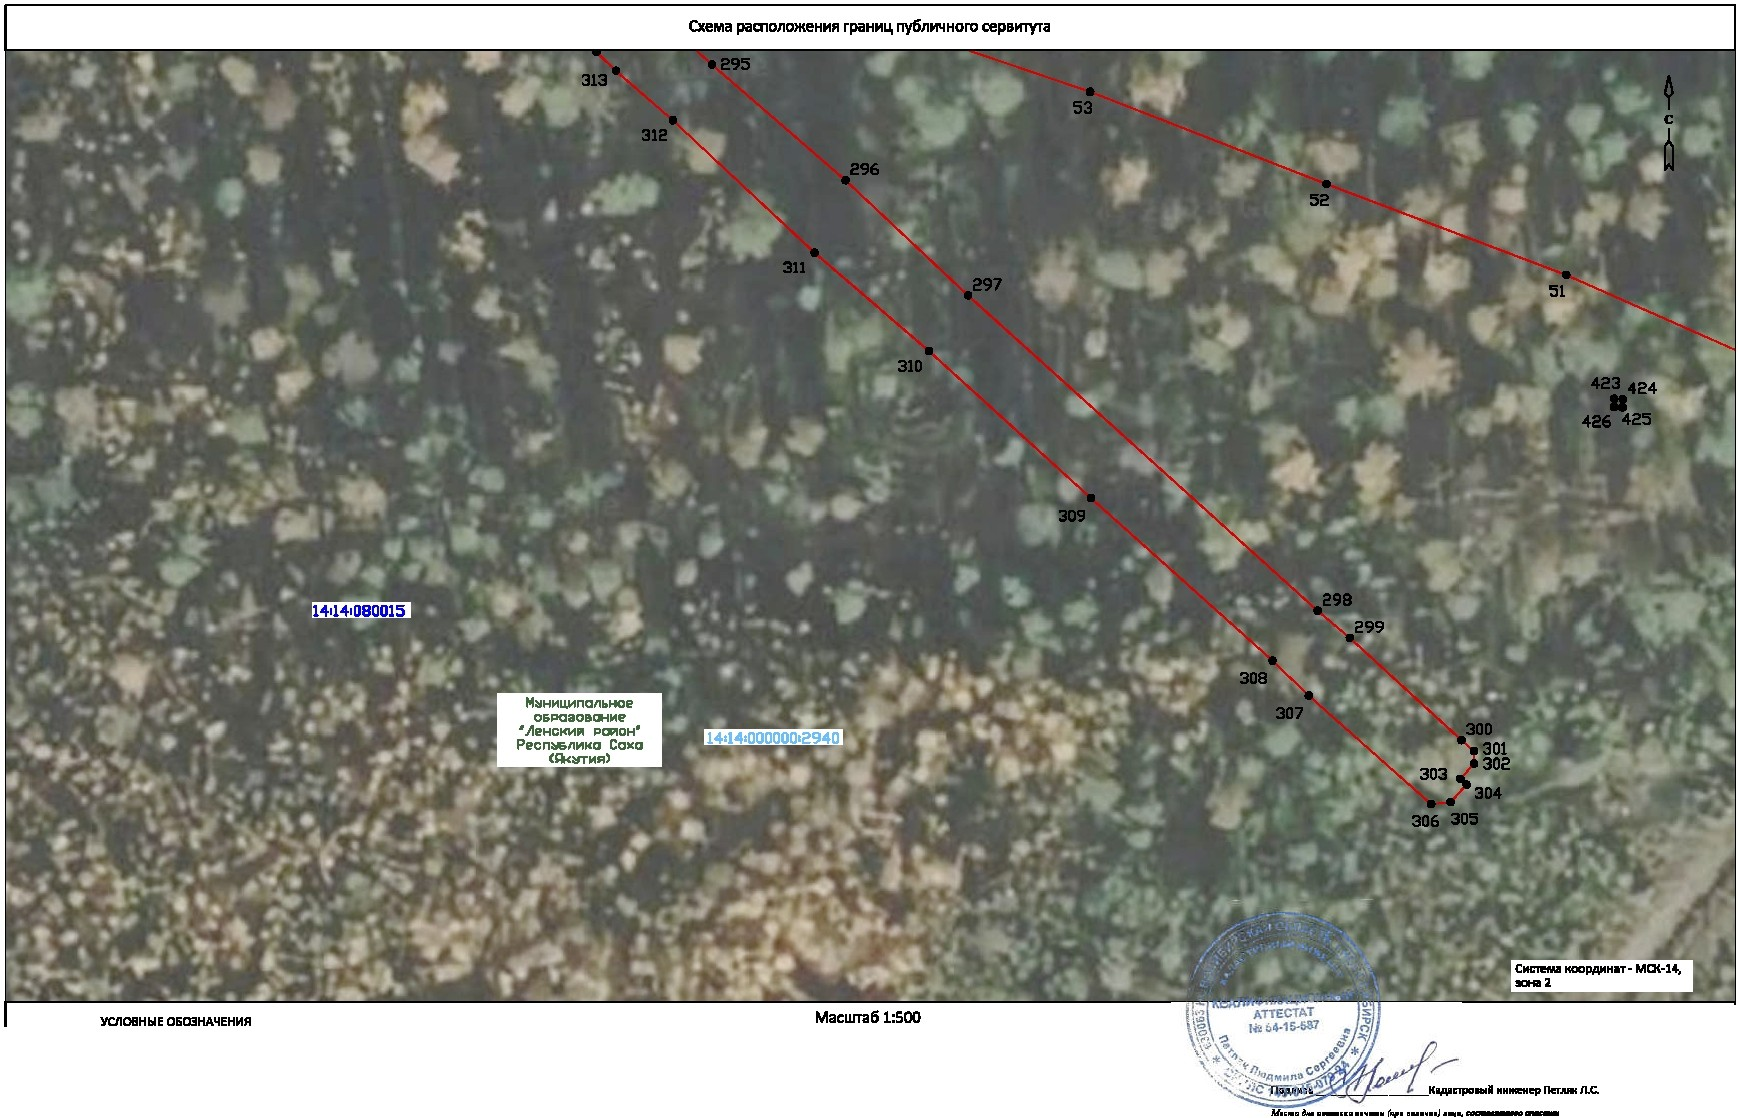 Схема расположения границ публичного сервитута
313
295
53
312
296
52
С
311
297
51
310
423 424
426 425
309
14:14:080015
298
299
308
307
Муниципальное
образование
"Ленский район"
Республика Саха
(Якутия)
14:14:000000:2940
300
301
302
303
304
305
306
Система координат - МСК-14,
зона 2
УСЛОВНЫЕ ОБОЗНАЧЕНИЯ
Масштаб 1:500
АТТЕСТАТ
№ 54-15-587
Людмила Сергеевна
Подпись
Кадастровый инженер Петляк Л.С.